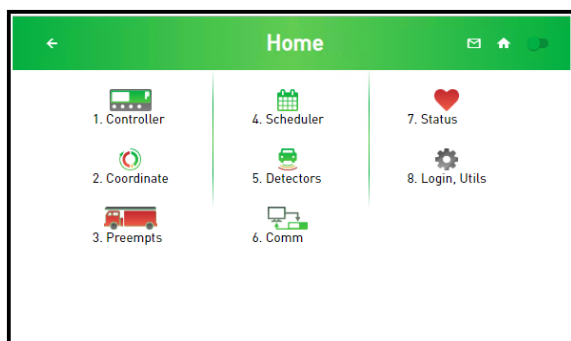 Home
1. Controller
4. Scheduler
7. Status
2. Coordinate
5. Detectors
8. Login, Utils
3. Preempts
6. Comm